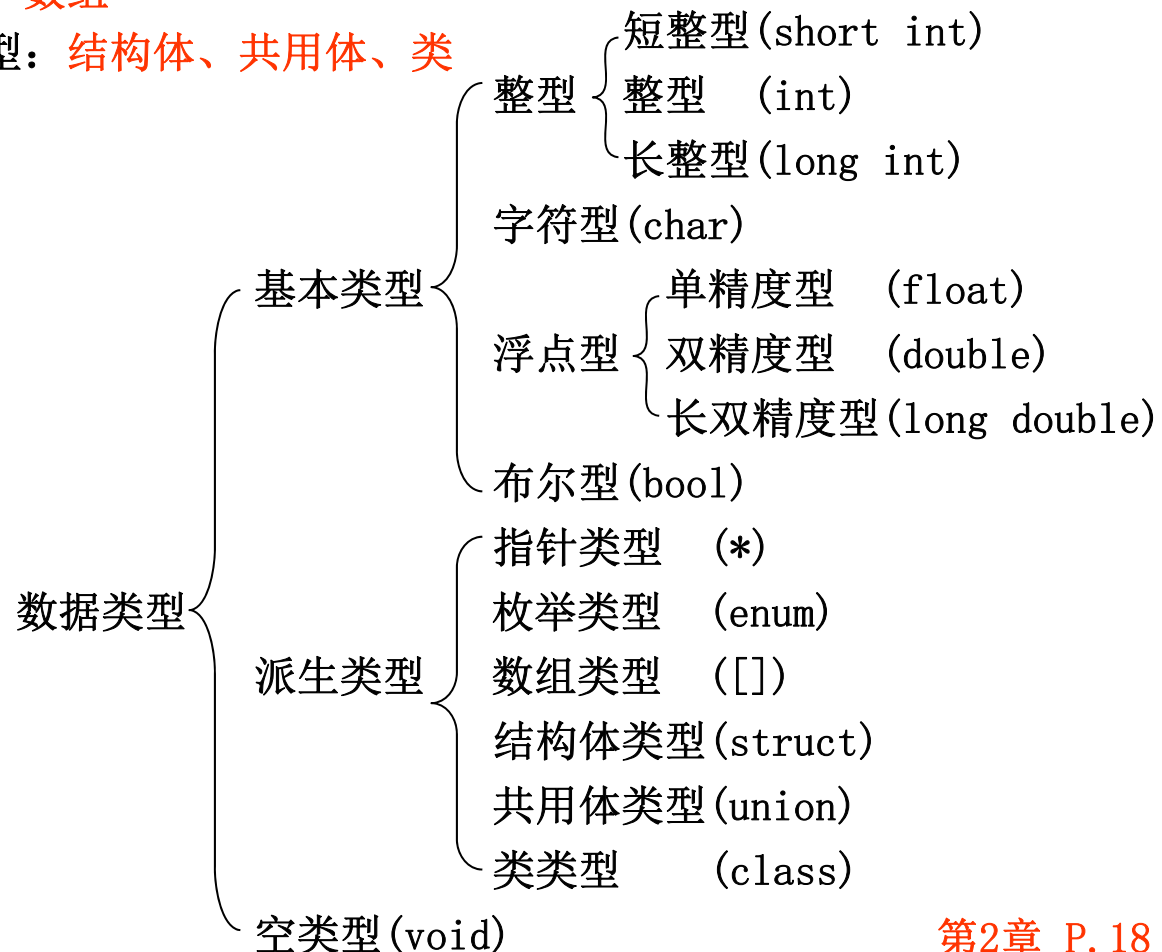 数组
型：结构体、共用体、类
短整型(short int)
整型 整型 (int)
长整型(long int)
字符型(char)
基本类型 单精度型 (float)
浮点型 双精度型 (double)
长双精度型(long double)
布尔型(bool)
指针类型 (*)
数据类型 枚举类型 (enum)
派生类型 数组类型 ([])
结构体类型(struct)
共用体类型(union)
类类型 (class)
空类型(void) 第2章 P.18